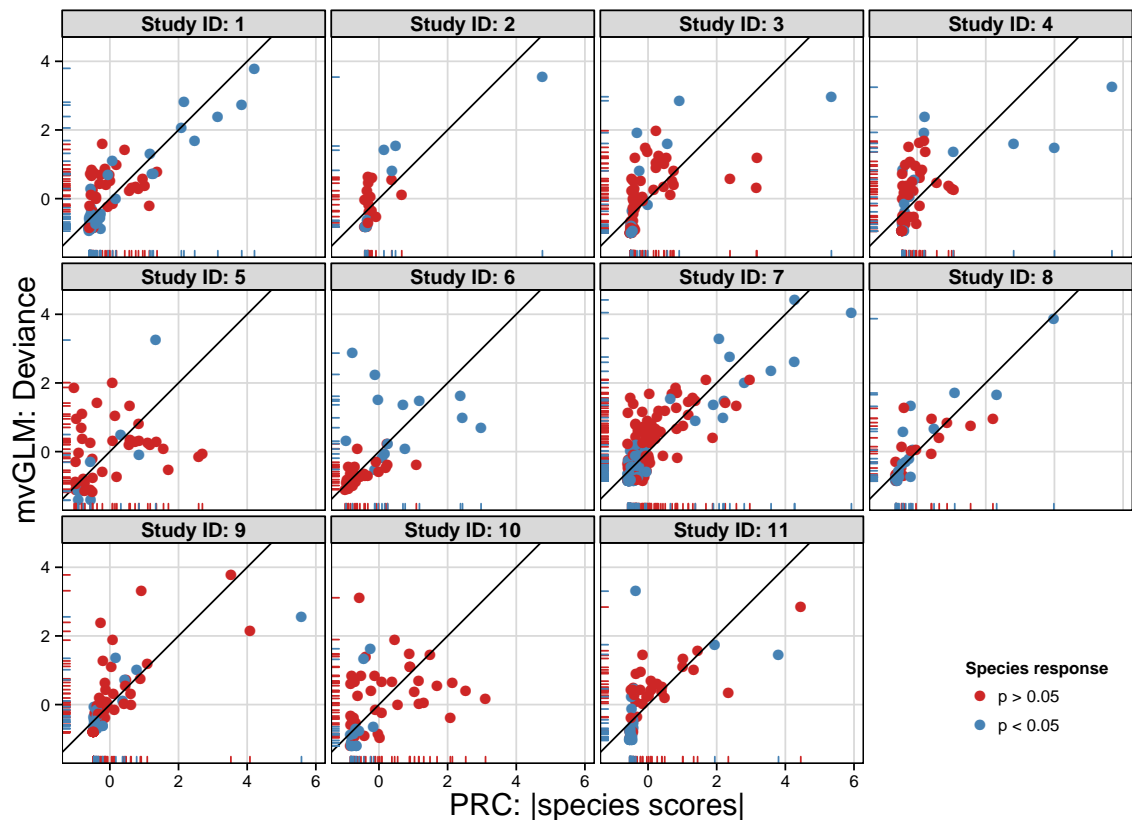 Study ID: 1 Study ID: 2 Study ID: 3 Study ID: 4
4
2
0
Study ID: 5 Study ID: 6 Study ID: 7 Study ID: 8
4
2
0
mvGLM: Deviance
Study ID: 9 Study ID: 10 Study ID: 11
4
2
0
Species response
p > 0.05
p < 0.05
0 2 4 6 0 2 4 6 0 2 4 6
PRC: |species scores|